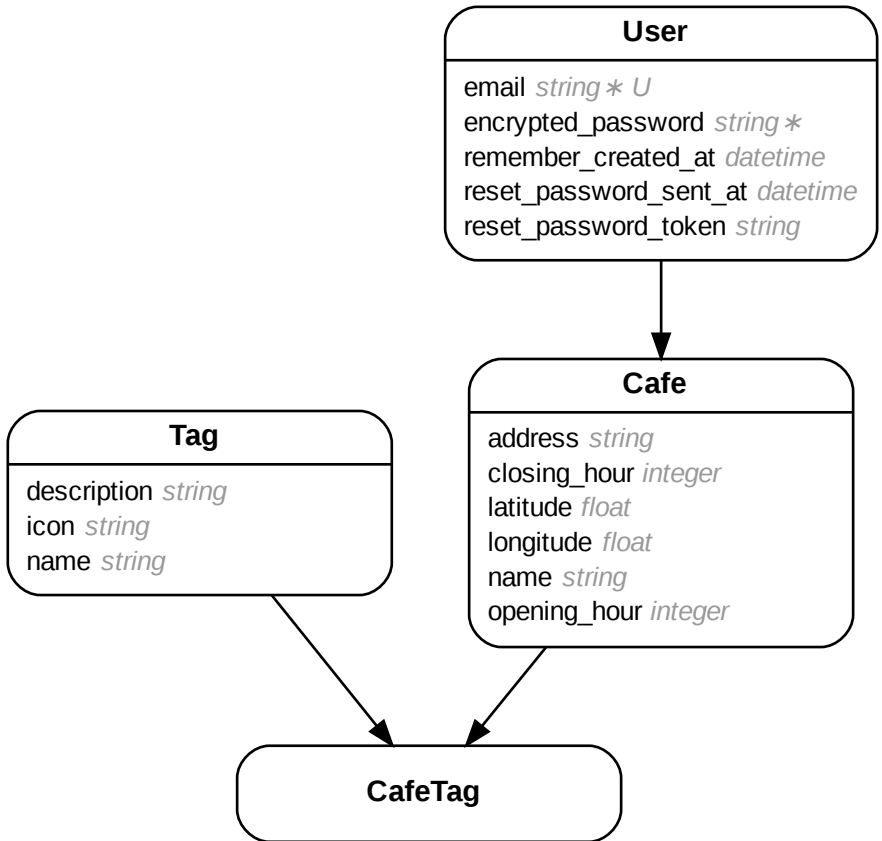 User
email string∗ U
encrypted_password string∗
remember_created_at datetime
reset_password_sent_at datetime
reset_password_token string
Cafe
address string
closing_hour integer
latitude float
longitude float
name string
opening_hour integer
Tag
description string
icon string
name string
CafeTag